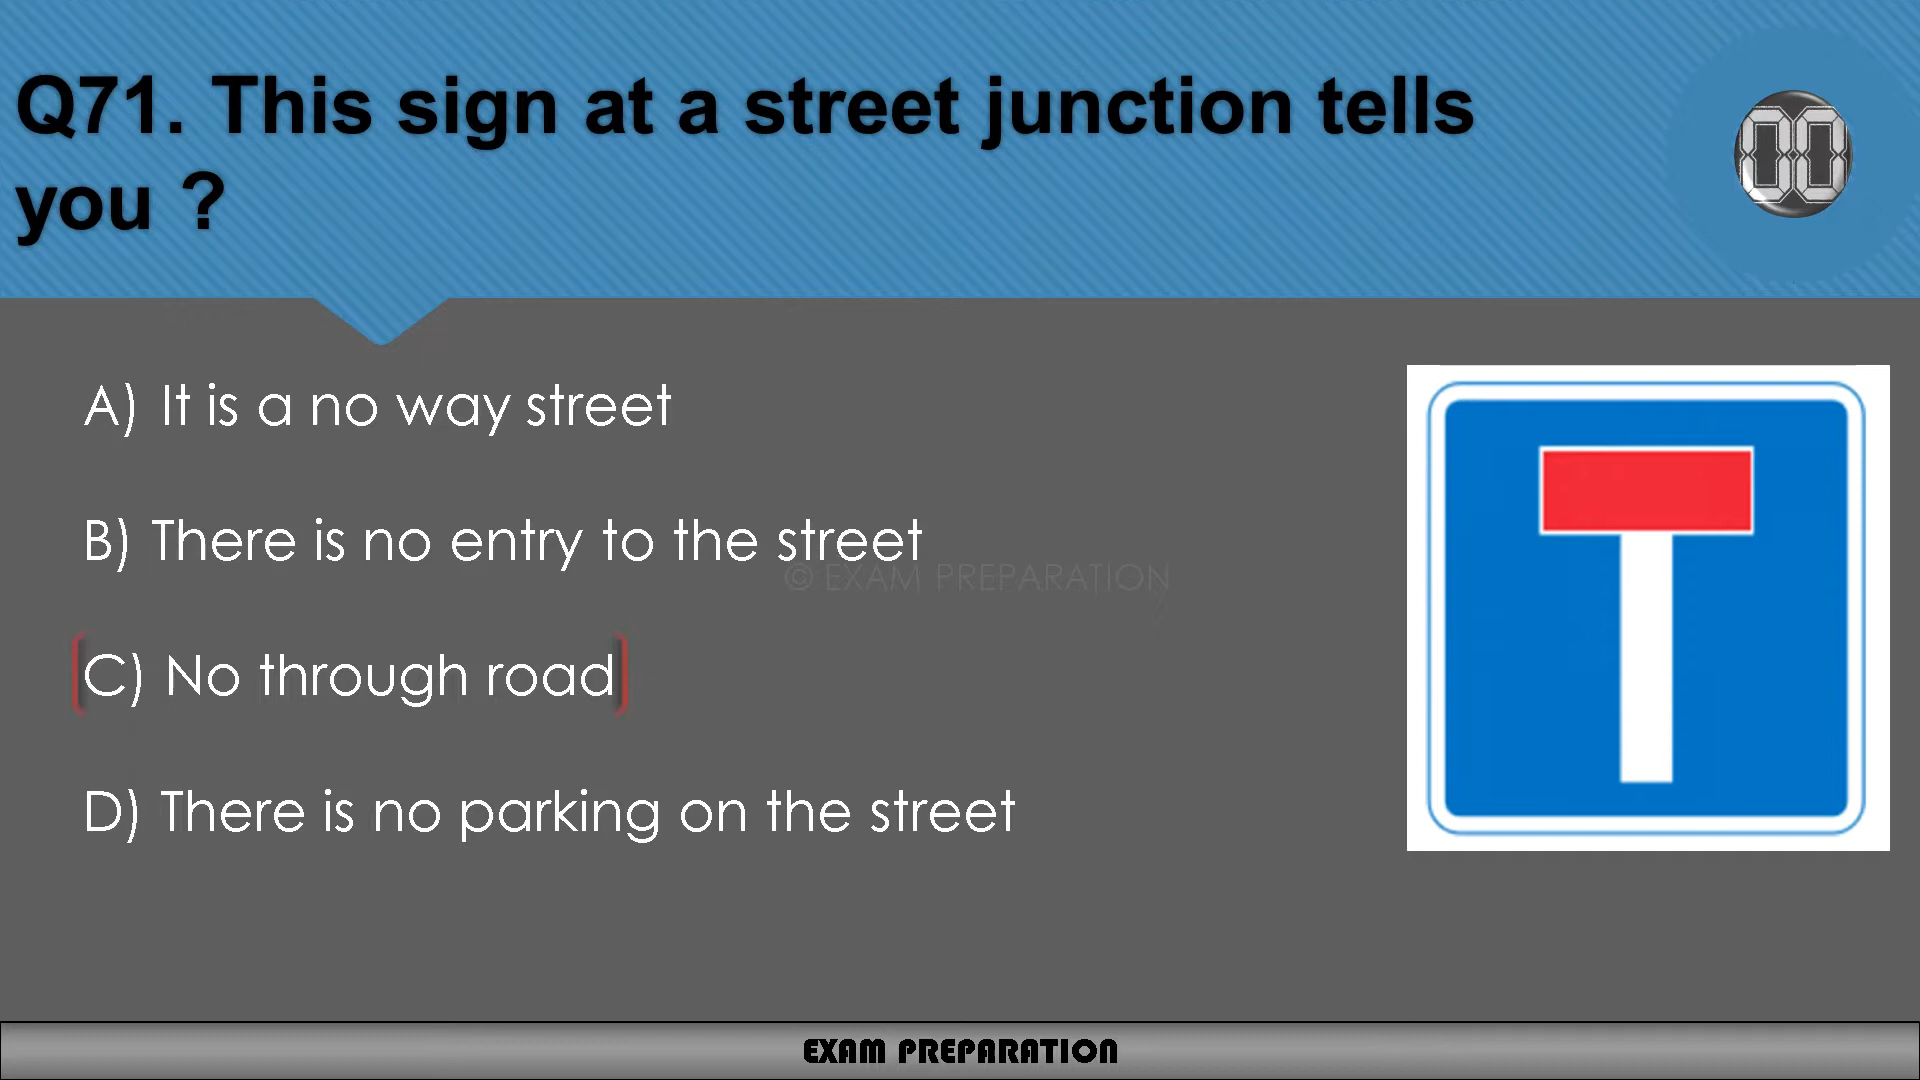 Q71. This sign at a street junction tells
you ?
00
A) It is a no way street
B) There is no entry to the street
© EXAM PREPARATION
C) No through road
D) There is no parking on the street
EXAM PREPARATION